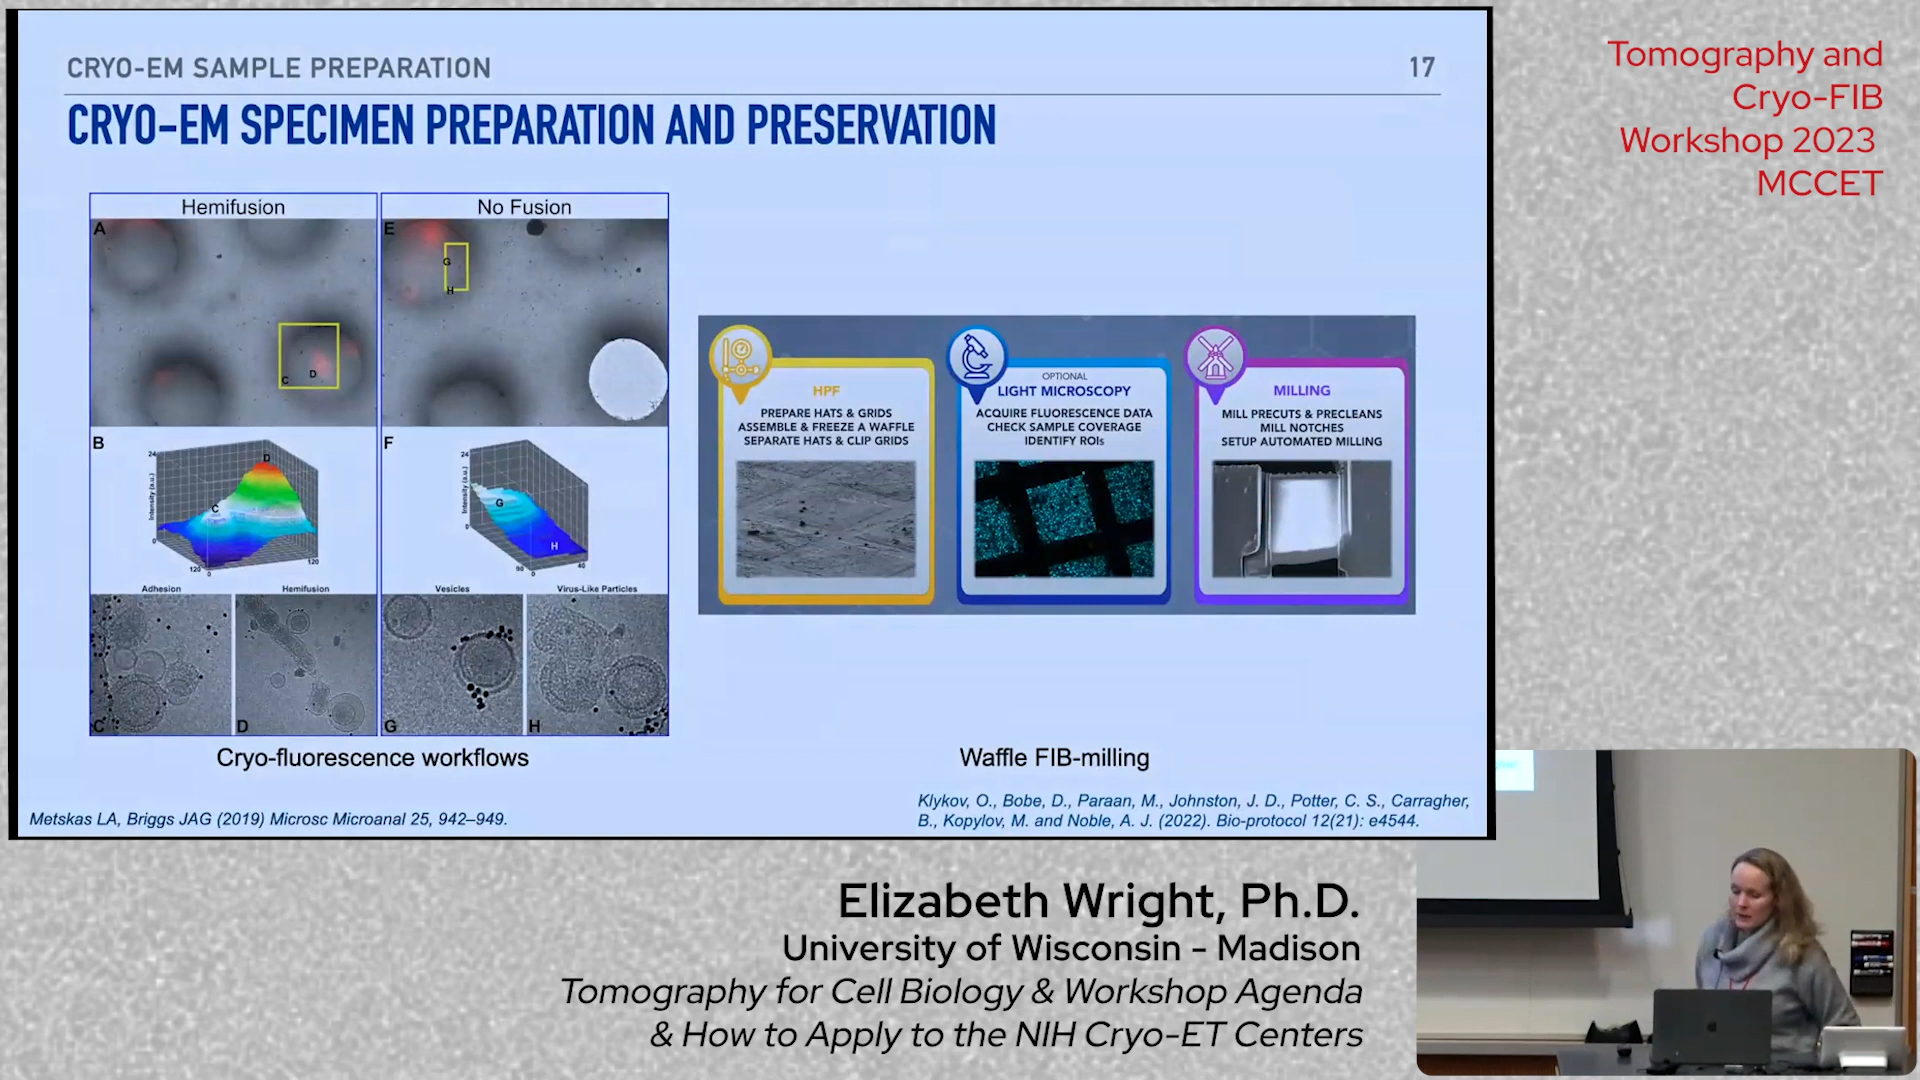 CRYO-EM SAMPLE PREPARATION
17
CRYO-EM SPECIMEN PREPARATION AND PRESERVATION
Hemifusion
No Fusion
A
C
D
E
G
H
B
24
Intensity (a.u.)
0
D
C
120
0
120
F
24
Intensity (a.u.)
0
G
H
90
0
40
Adhesion
Hemifusion
Vesicles
Virus-Like Particles
C
D
G
H
Cryo-fluorescence workflows
HPF
PREPARE HATS & GRIDS
ASSEMBLE & FREEZE A WAFFLE
SEPARATE HATS & CLIP GRIDS
OPTIONAL
LIGHT MICROSCOPY
ACQUIRE FLUORESCENCE DATA
CHECK SAMPLE COVERAGE
IDENTIFY ROIs
MILLING
MILL PRECUTS & PRECLEANS
MILL NOTCHES
SETUP AUTOMATED MILLING
Waffle FIB-milling
Metskas LA, Briggs JAG (2019) Microsc Microanal 25, 942–949.
Klykov, O., Bobe, D., Paraan, M., Johnston, J. D., Potter, C. S., Carragher,
B., Kopylov, M. and Noble, A. J. (2022). Bio-protocol 12(21): e4544.
Tomography and
Cryo-FIB
Workshop 2023
MCCET
Elizabeth Wright, Ph.D.
University of Wisconsin - Madison
Tomography for Cell Biology & Workshop Agenda
& How to Apply to the NIH Cryo-ET Centers